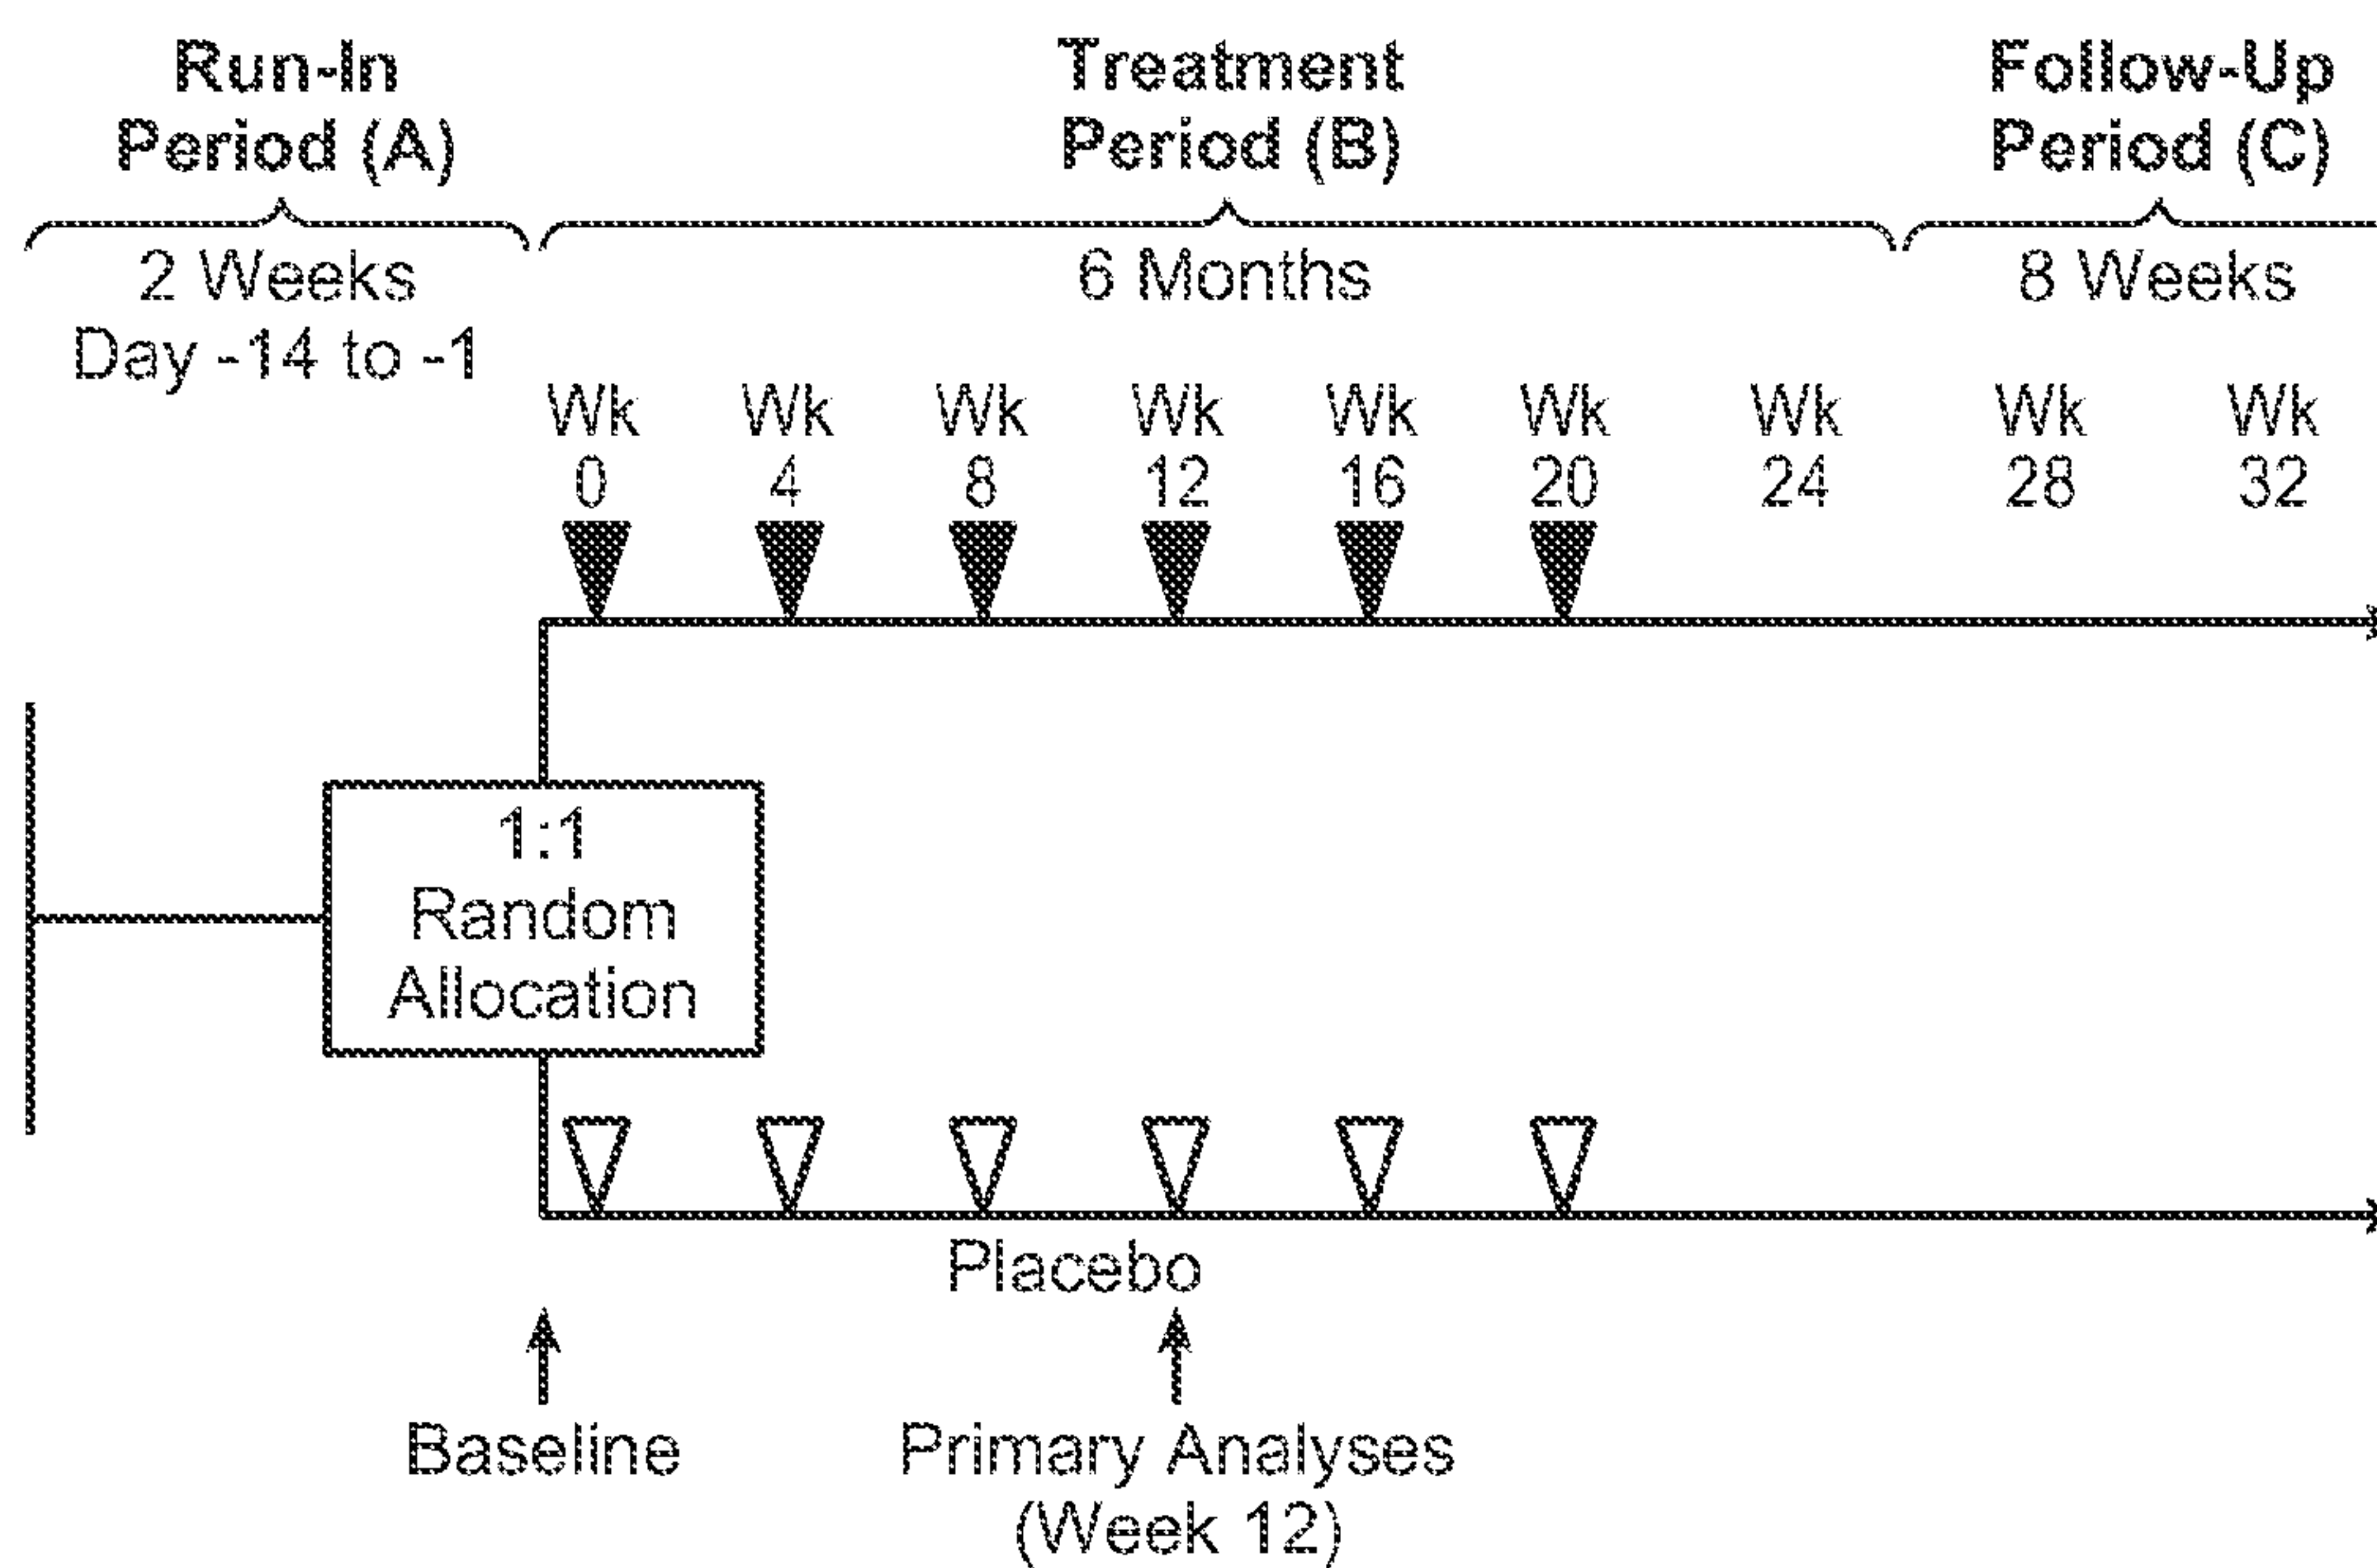 Run-In
Period (A)
Treatment
Period (B)
Follow-Up
Period (C)
2 Weeks
Day -14 to -1
6 Months
8 Weeks
Wk Wk Wk Wk Wk Wk Wk Wk Wk
0 4 8 12 16 20 24 28 32
1:1
Random
Allocation
Placebo
Baseline
Primary Analyses
(Week 12)